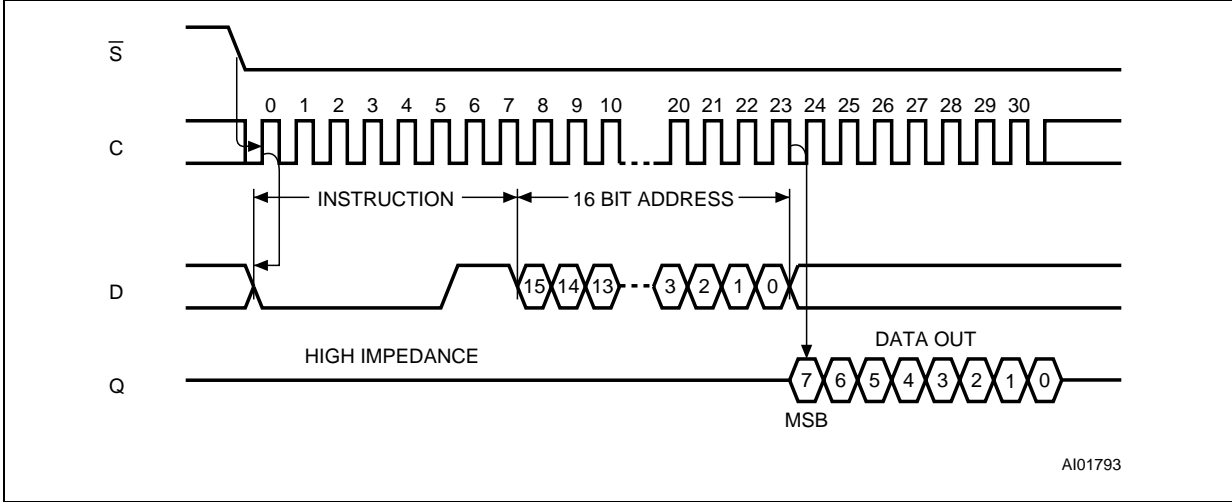 S
0 1 2 3 4 5 6 7 8 9 10 20 21 22 23 24 25 26 27 28 29 30
C
INSTRUCTION 16 BIT ADDRESS
D 15 14 13 3 2 1 0
DATA OUT
HIGH IMPEDANCE
Q 7 6 5 4 3 2 1 0
MSB
AI01793